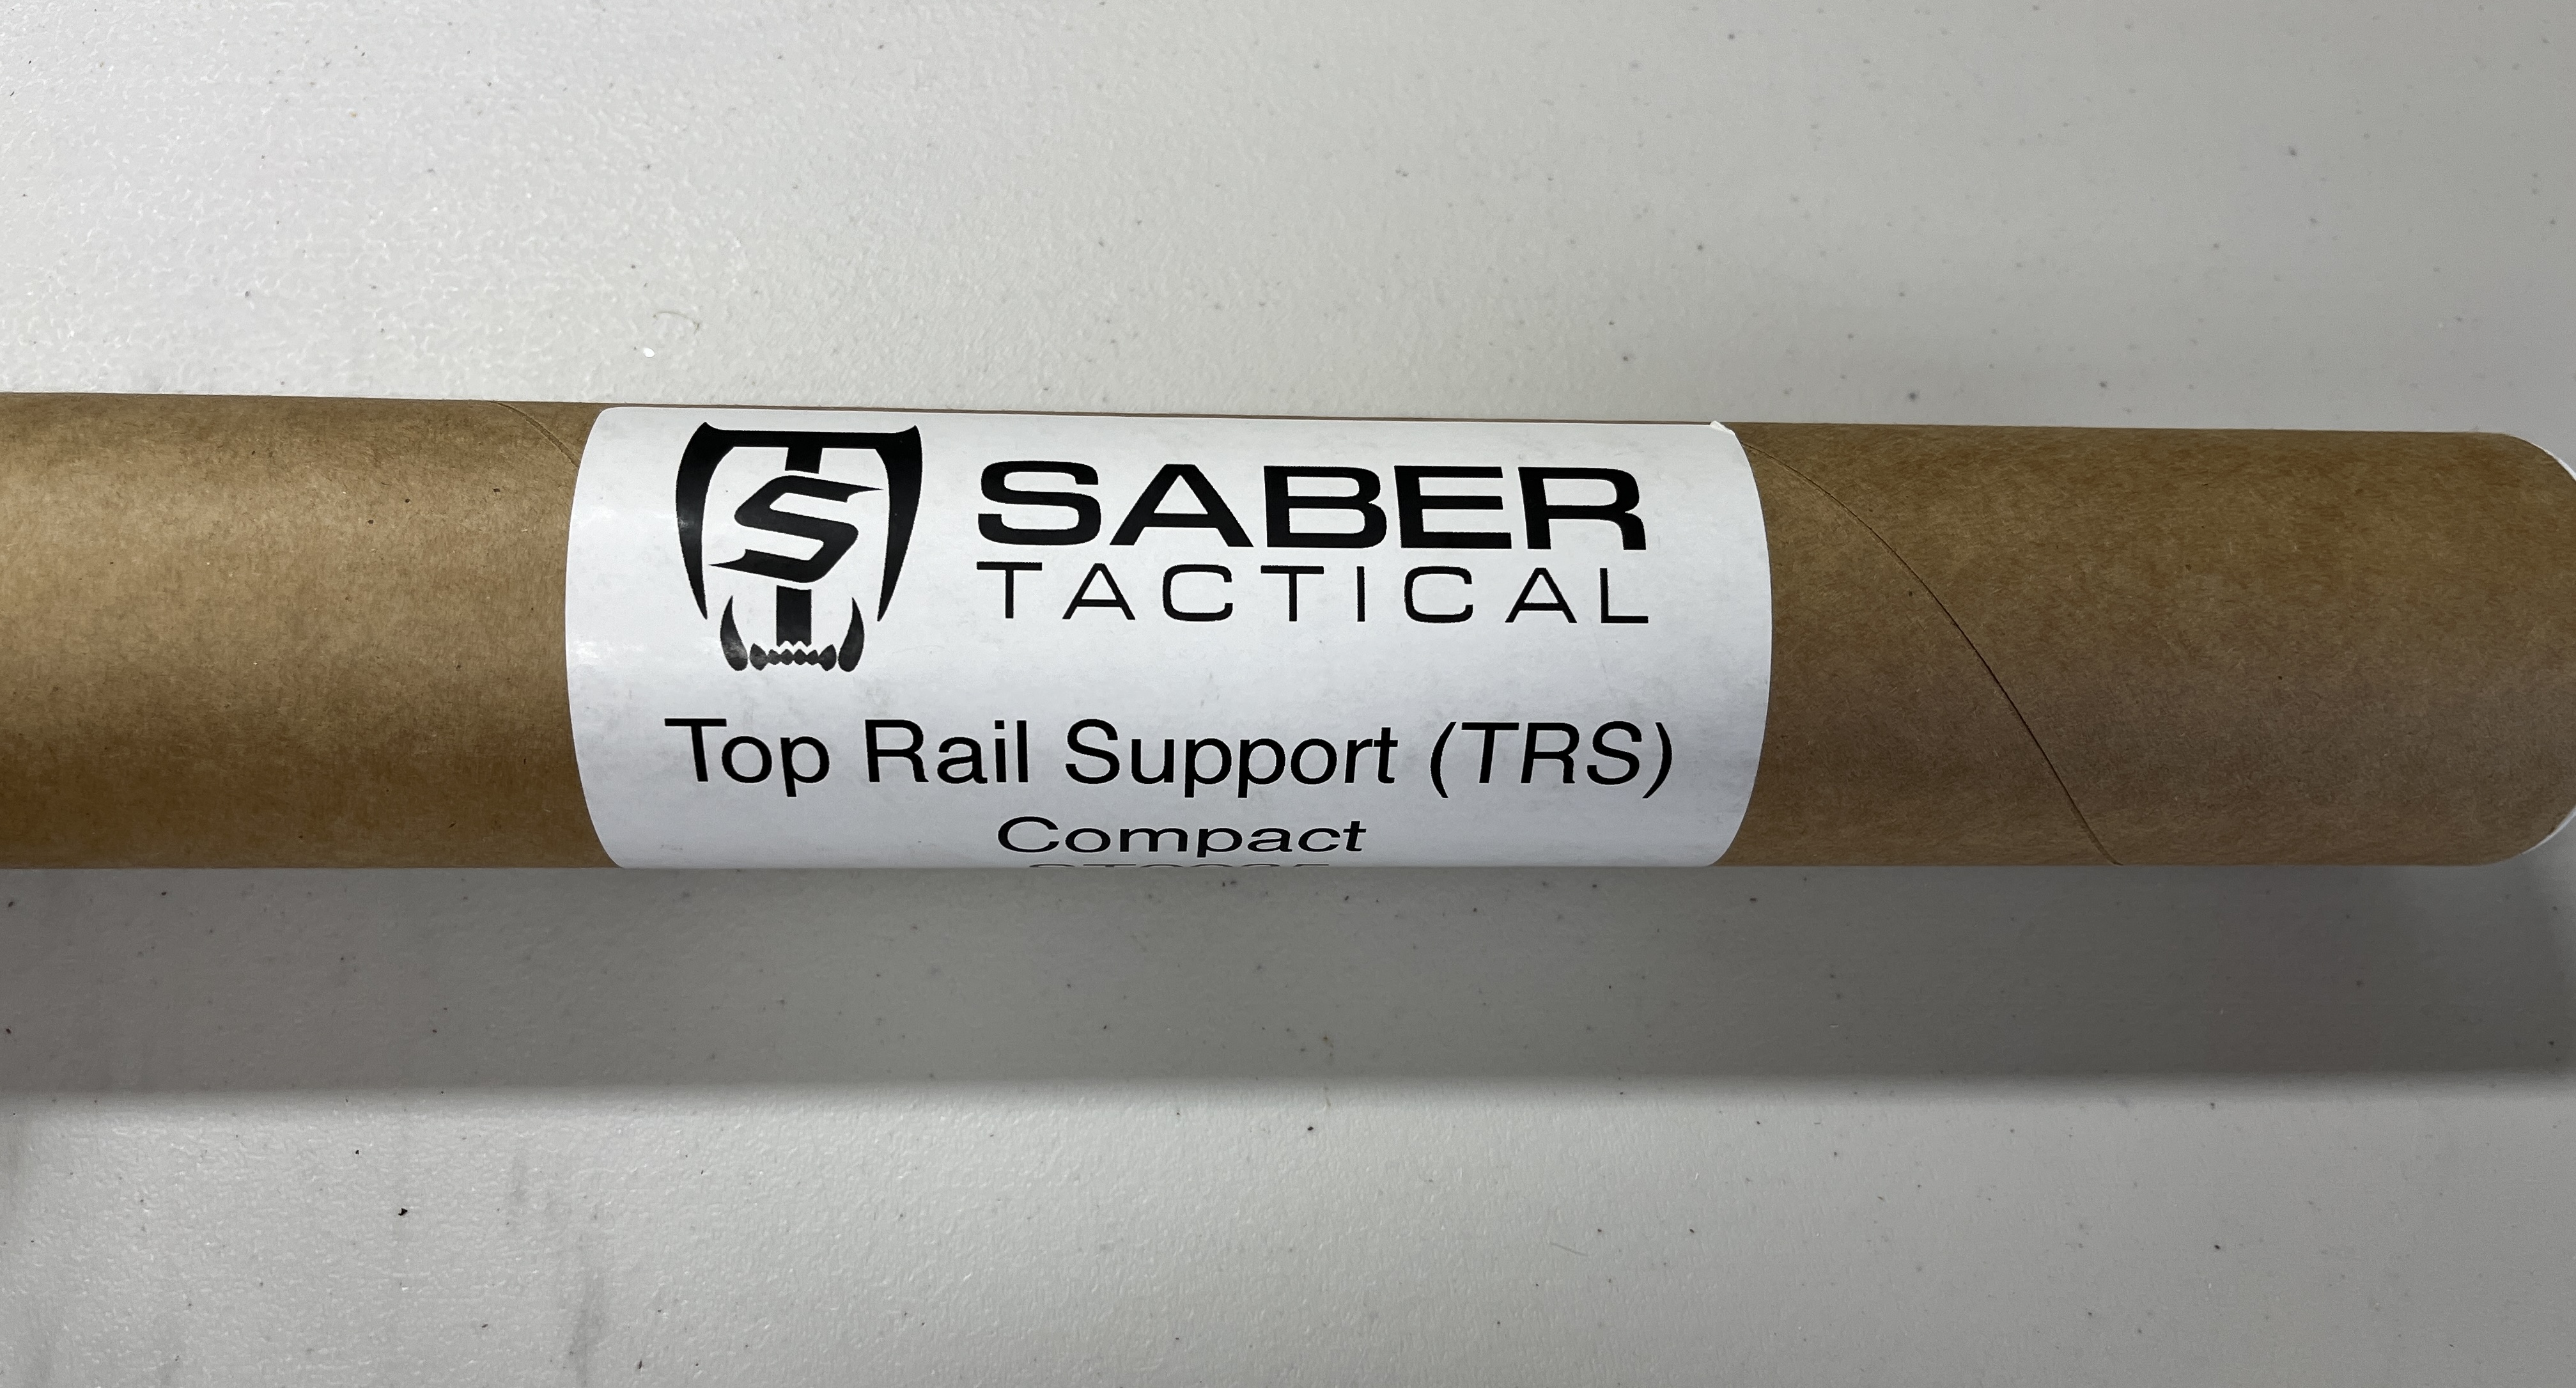 SABER
TACTICAL
Top Rail Support (TRS)
Compact